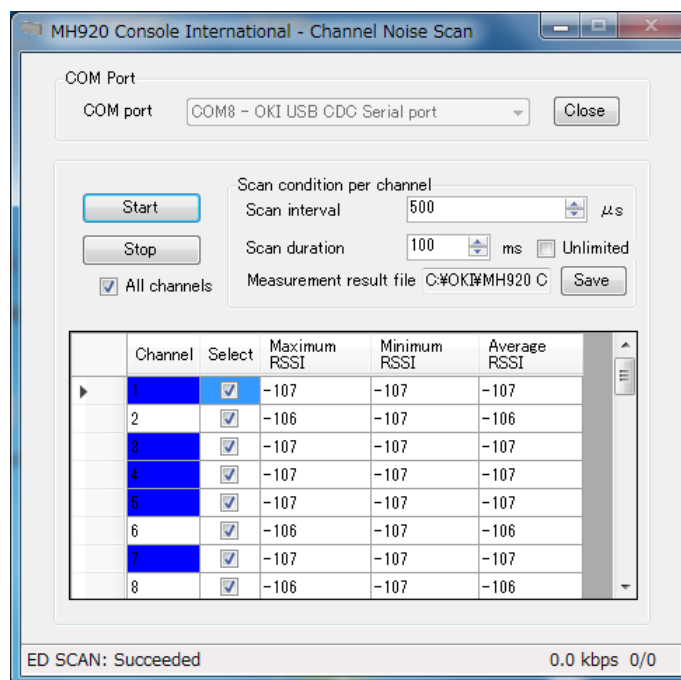 MH920 Console International - Channel Noise Scan
COM Port
COM port COM8 - OKI USB CDC Serial port Close
Scan condition per channel
Start Scan interval 500 μs
Stop Scan duration 100 ms Unlimited
All channels Measurement result file C:¥OKI¥MH920 C Save
Channel Select Maximum RSSI Minimum RSSI Average RSSI
1 -107 -107 -107
2 -106 -107 -106
3 -107 -107 -107
4 -107 -107 -107
5 -107 -107 -107
6 -106 -107 -106
7 -107 -107 -107
8 -106 -107 -106
ED SCAN: Succeeded 0.0 kbps 0/0